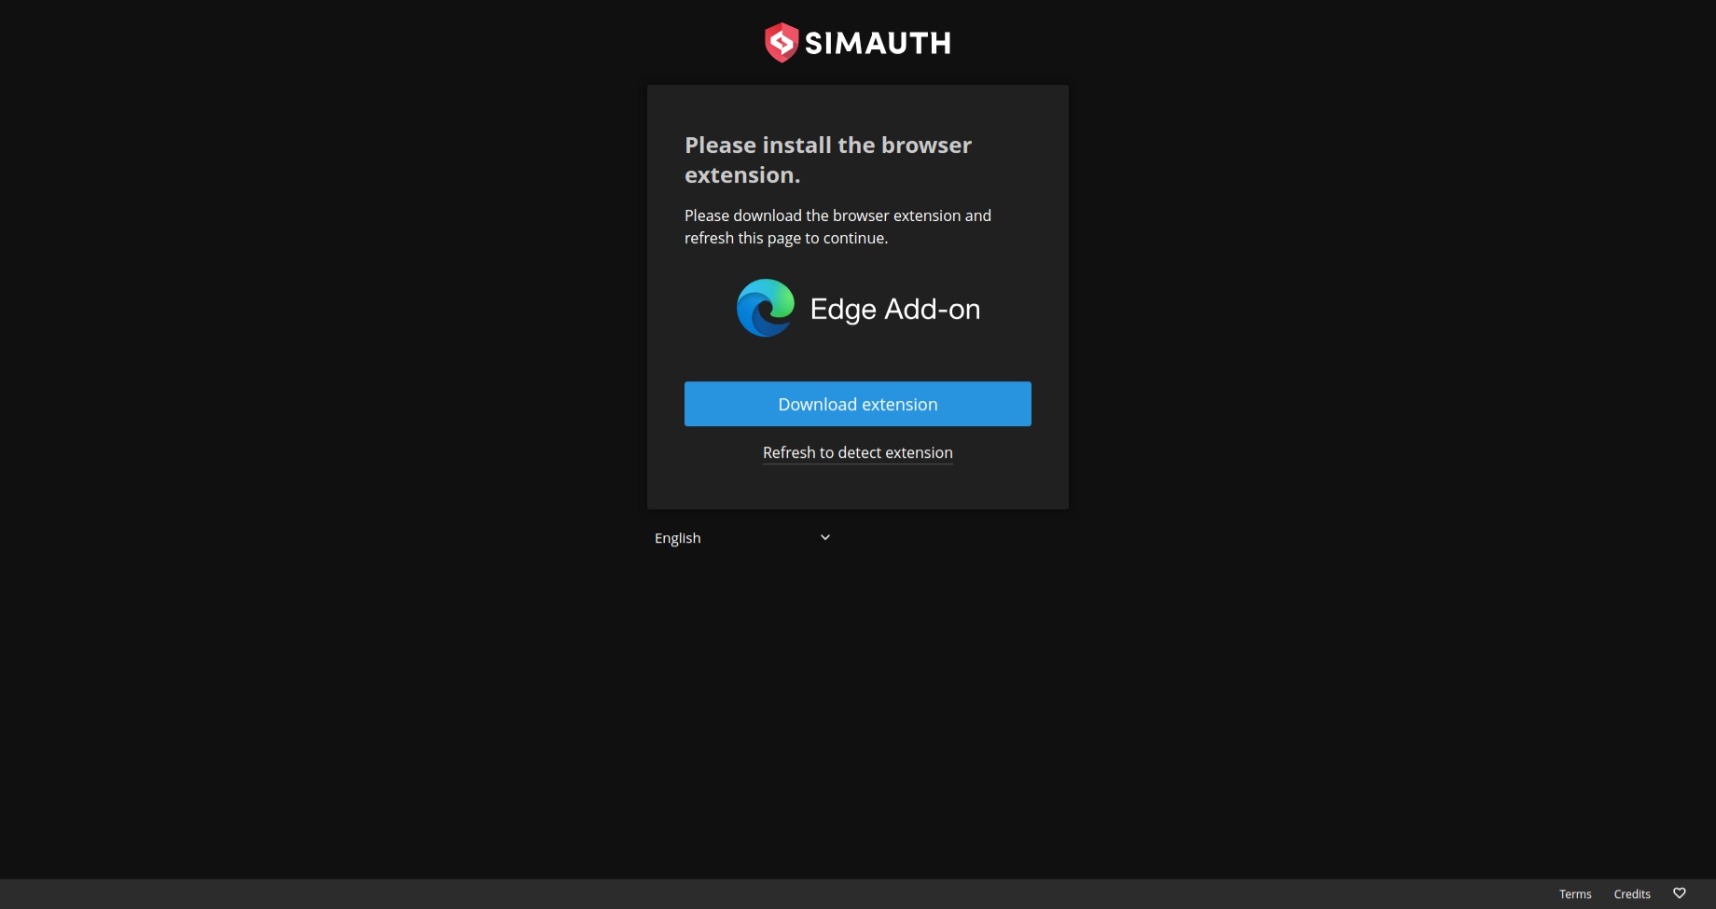 SIMAUTH
Please install the browser
extension.
Please download the browser extension and
refresh this page to continue.
Edge Add-on
Download extension
Refresh to detect extension
English
Terms Credits